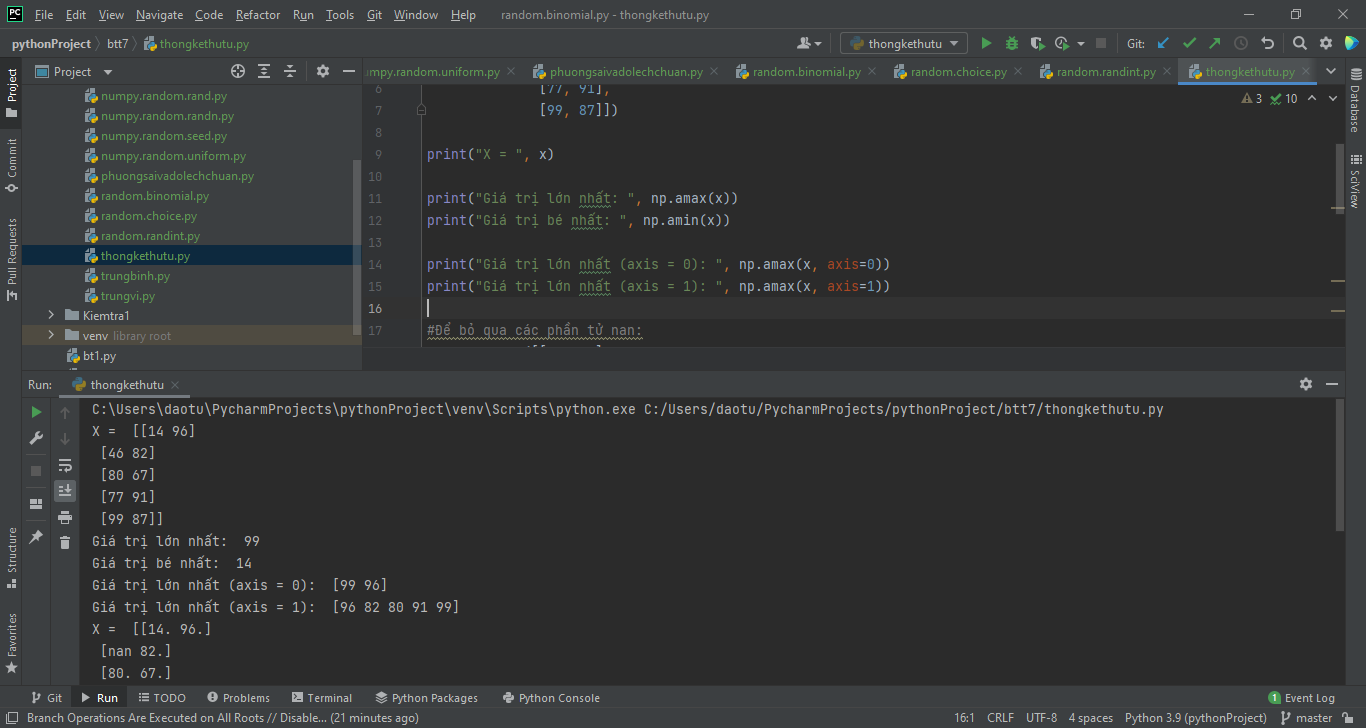 PC File Edit View Navigate Code Refactor Run Tools Git Window Help random.binomial.py - thongkethutu.py
pythonProject btt7 thongkethutu.py thongkethutu Git:
Project
umpy.random.uniform.py phuongsaivadolechchuan.py random.binomial.py random.choice.py random.randint.py thongkethutu.py
Project
Commit
Pull Requests
Structure
Favorites
numpy.random.rand.py
numpy.random.randn.py
numpy.random.seed.py
numpy.random.uniform.py
phuongsaivadolechchuan.py
random.binomial.py
random.choice.py
random.randint.py
thongkethutu.py
trungbinh.py
trungvi.py
Kiemtra1
venv library root
bt1.py
3 10
6 [77, 91],
7 [99, 87]])
8
9 print("X = ", x)
10
11 print("Giá trị lớn nhất: ", np.amax(x))
12 print("Giá trị bé nhất: ", np.amin(x))
13
14 print("Giá trị lớn nhất (axis = 0): ", np.amax(x, axis=0))
15 print("Giá trị lớn nhất (axis = 1): ", np.amax(x, axis=1))
16
17 #Để bỏ qua các phần tử nan:
Database
SciView
Run: thongkethutu
C:\Users\daotu\PycharmProjects\pythonProject\venv\Scripts\python.exe C:/Users/daotu/PycharmProjects/pythonProject/btt7/thongkethutu.py
X =  [[14 96]
[46 82]
[80 67]
[77 91]
[99 87]]
Giá trị lớn nhất:  99
Giá trị bé nhất:  14
Giá trị lớn nhất (axis = 0):  [99 96]
Giá trị lớn nhất (axis = 1):  [96 82 80 91 99]
X =  [[14. 96.]
[nan 82.]
[80. 67.]
Git Run TODO Problems Terminal Python Packages Python Console 1 Event Log
Branch Operations Are Executed on All Roots // Disable... (21 minutes ago) 16:1 CRLF UTF-8 4 spaces Python 3.9 (pythonProject) master